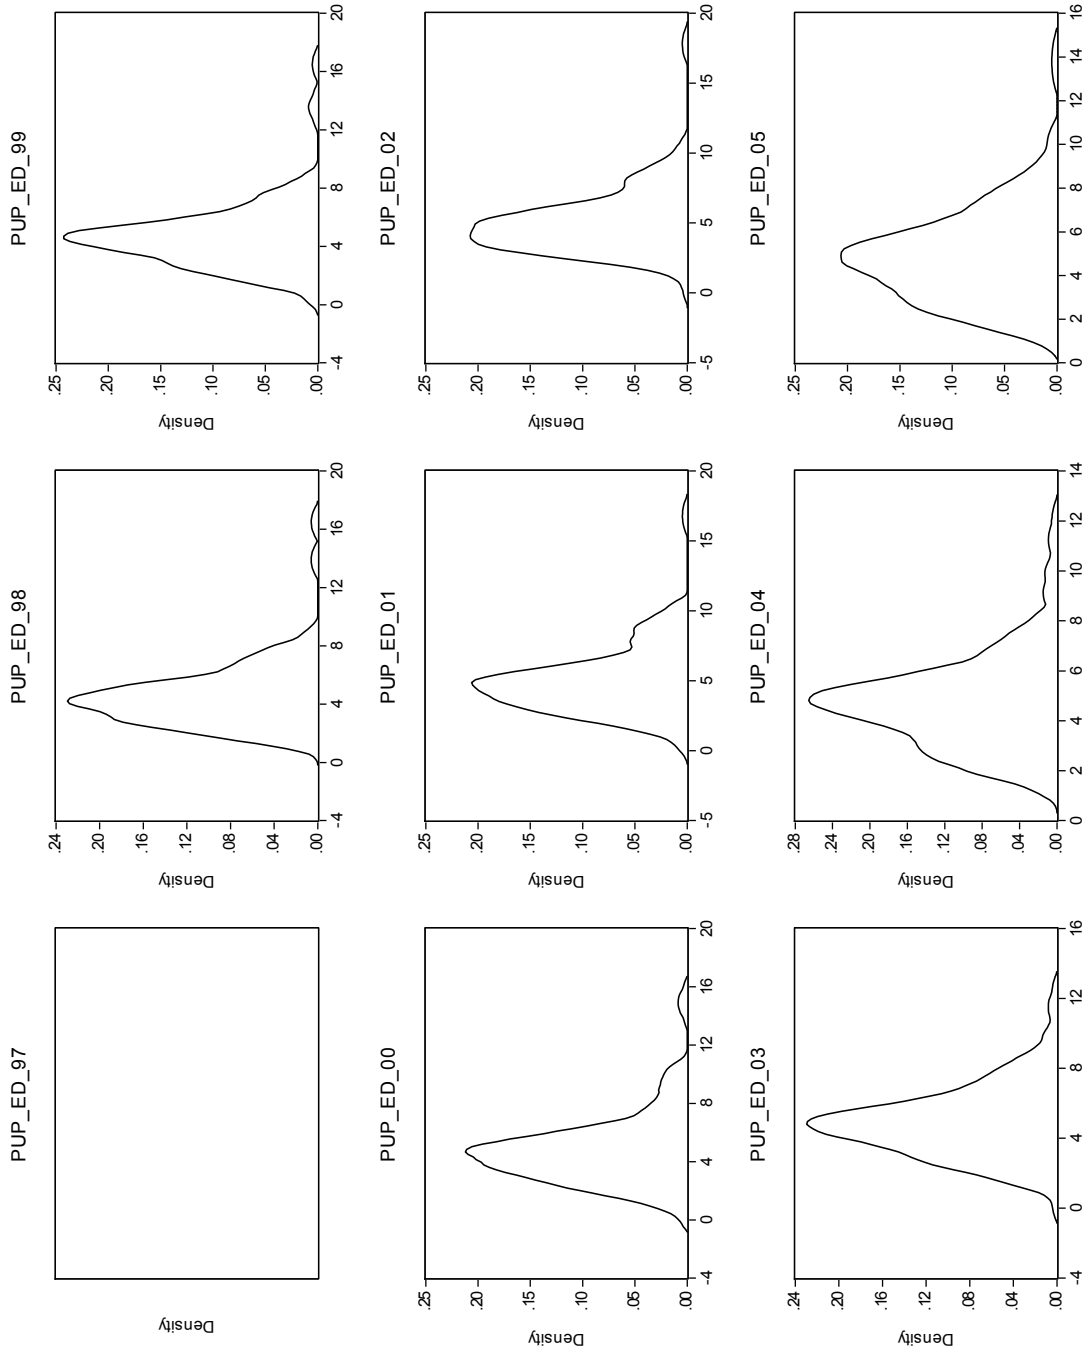 PUP_ED_97
Density
PUP_ED_98
.24
.20
.16
.12
.08
.04
.00
Density
-4 0 4 8 12 16 20
PUP_ED_99
.25
.20
.15
.10
.05
.00
Density
-4 0 4 8 12 16 20
PUP_ED_00
.25
.20
.15
.10
.05
.00
Density
-4 0 4 8 12 16 20
PUP_ED_01
.25
.20
.15
.10
.05
.00
Density
-5 0 5 10 15 20
PUP_ED_02
.25
.20
.15
.10
.05
.00
Density
-5 0 5 10 15 20
PUP_ED_03
.24
.20
.16
.12
.08
.04
.00
Density
-4 0 4 8 12 16
PUP_ED_04
.28
.24
.20
.16
.12
.08
.04
.00
Density
0 2 4 6 8 10 12 14
PUP_ED_05
.25
.20
.15
.10
.05
.00
Density
0 2 4 6 8 10 12 14 16